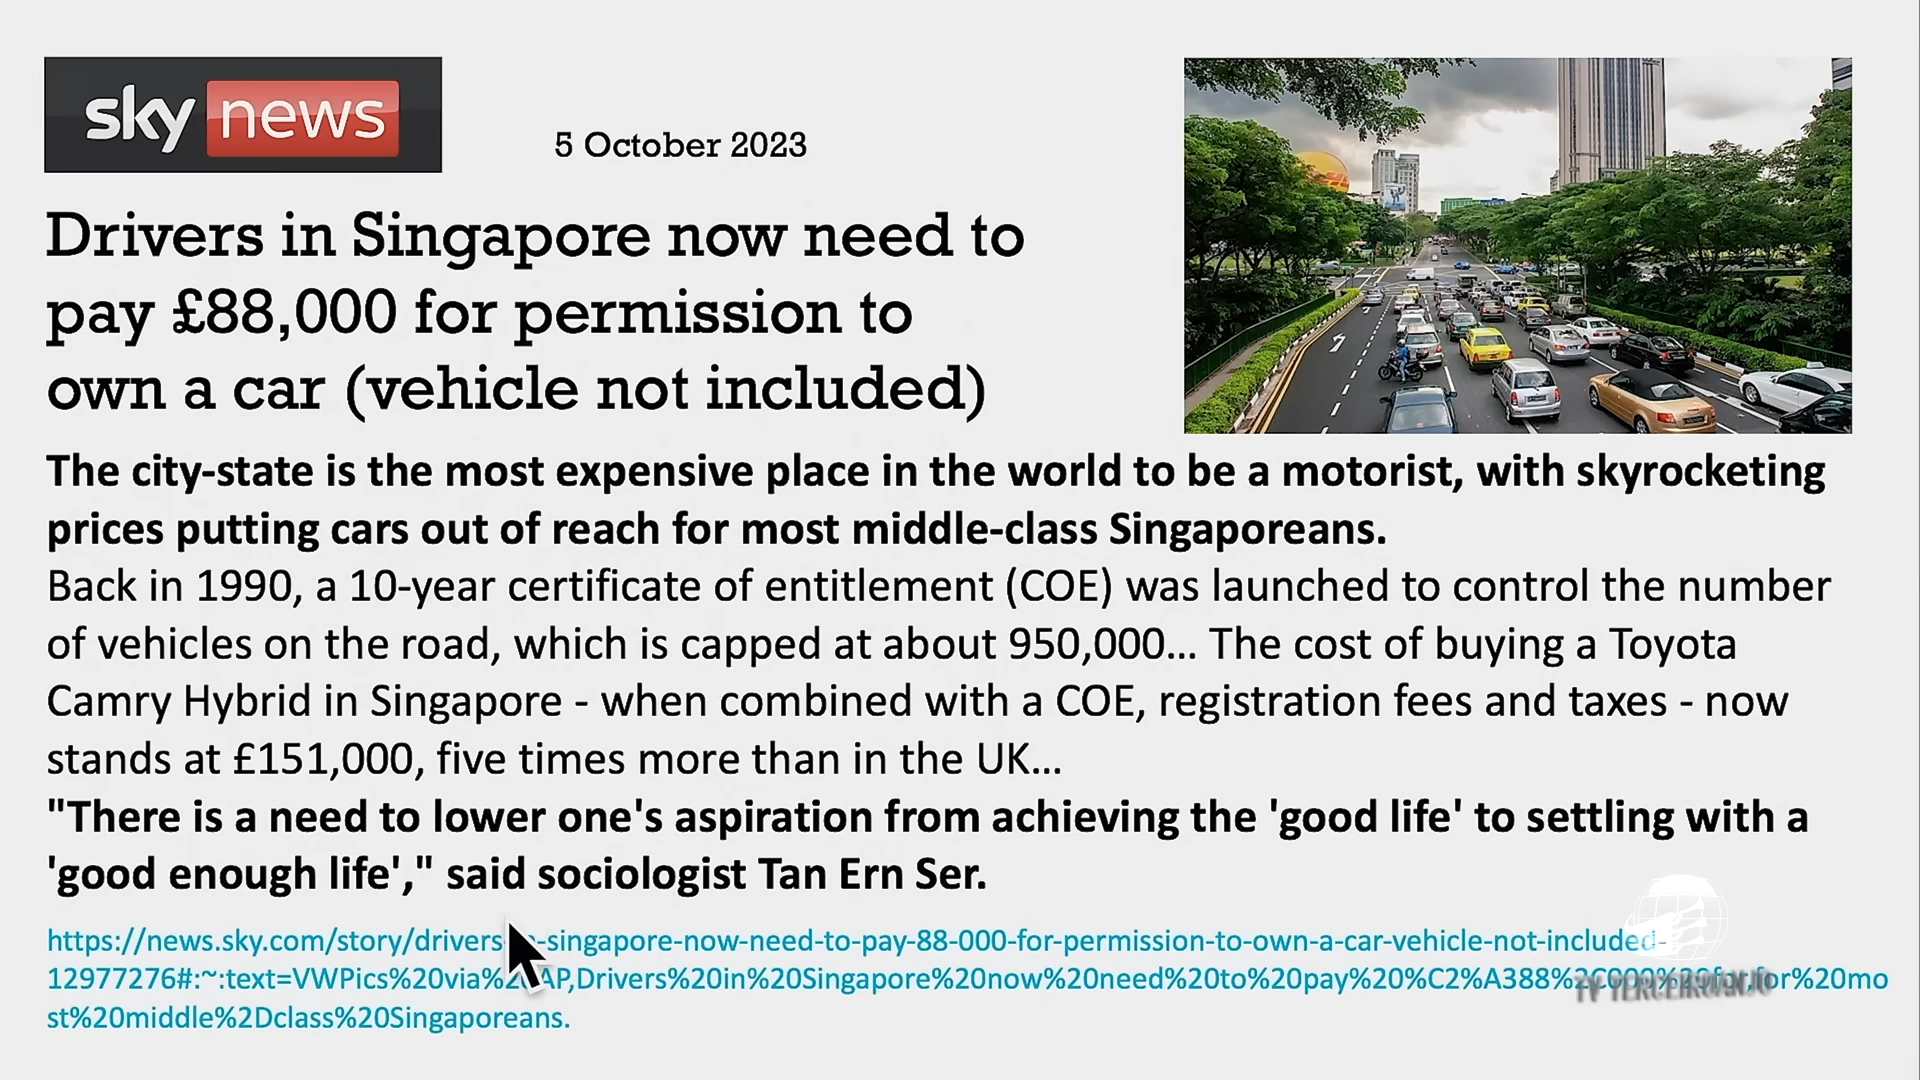 sky news
5 October 2023
Drivers in Singapore now need to
pay £88,000 for permission to
own a car (vehicle not included)
The city-state is the most expensive place in the world to be a motorist, with skyrocketing
prices putting cars out of reach for most middle-class Singaporeans.
Back in 1990, a 10-year certificate of entitlement (COE) was launched to control the number
of vehicles on the road, which is capped at about 950,000... The cost of buying a Toyota
Camry Hybrid in Singapore - when combined with a COE, registration fees and taxes - now
stands at £151,000, five times more than in the UK...
"There is a need to lower one's aspiration from achieving the 'good life' to settling with a
'good enough life'," said sociologist Tan Ern Ser.
https://news.sky.com/story/drivers-in-singapore-now-need-to-pay-88-000-for-permission-to-own-a-car-vehicle-not-included-
12977276#:~:text=VWPics%20via%20AP,Drivers%20in%20Singapore%20now%20need%20to%20pay%20%C2%A388%2C000%20for,for%20mo
st%20middle%2Dclass%20Singaporeans.